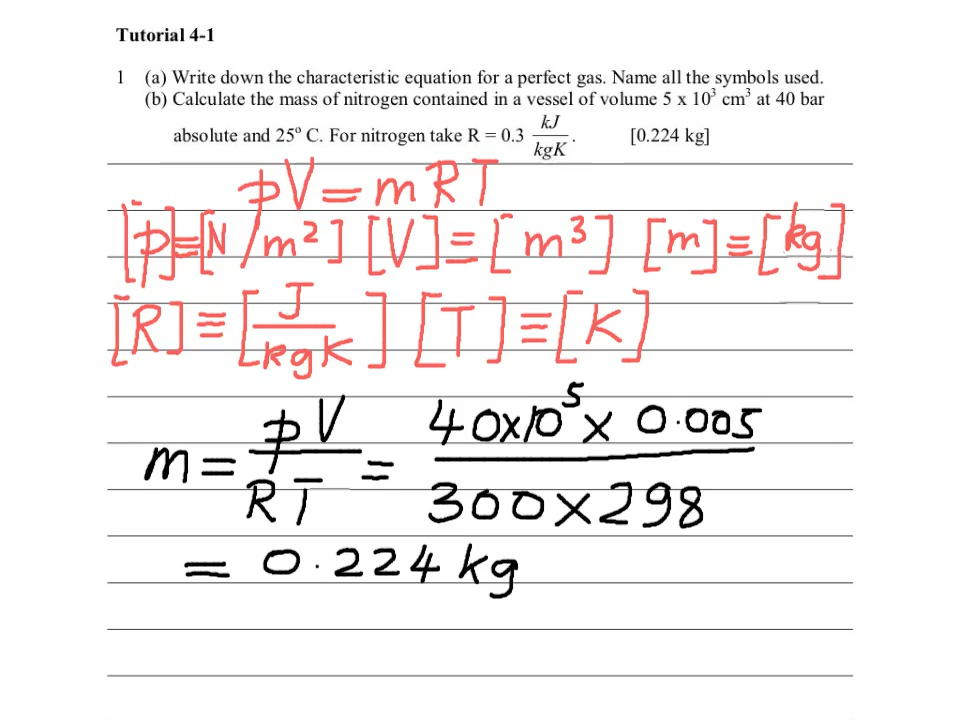 Tutorial 4-1
1 (a) Write down the characteristic equation for a perfect gas. Name all the symbols used.
(b) Calculate the mass of nitrogen contained in a vessel of volume 5 x 10³ cm³ at 40 bar
absolute and 25º C. For nitrogen take R = 0.3 kJ/kgK. [0.224 kg]
pV = mRT
[p] ≡ [N/m²] [V] ≡ [m³] [m] ≡ [kg]
[R] ≡ [J/kgK] [T] ≡ [K]
m = pV/RT = 40x10⁵ x 0.005/300x298
= 0.224 kg